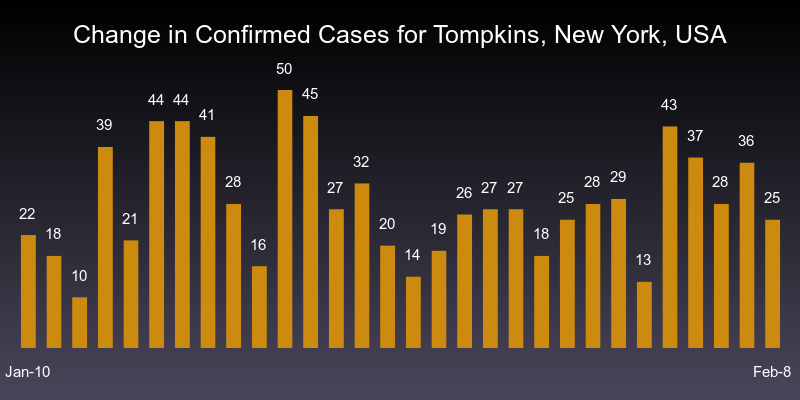 Change in Confirmed Cases for Tompkins, New York, USA
22 18 10 39 21 44 44 41 28 16 50 45 27 32 20 14 19 26 27 27 18 25 28 29 13 43 37 28 36 25
Jan-10 Feb-8